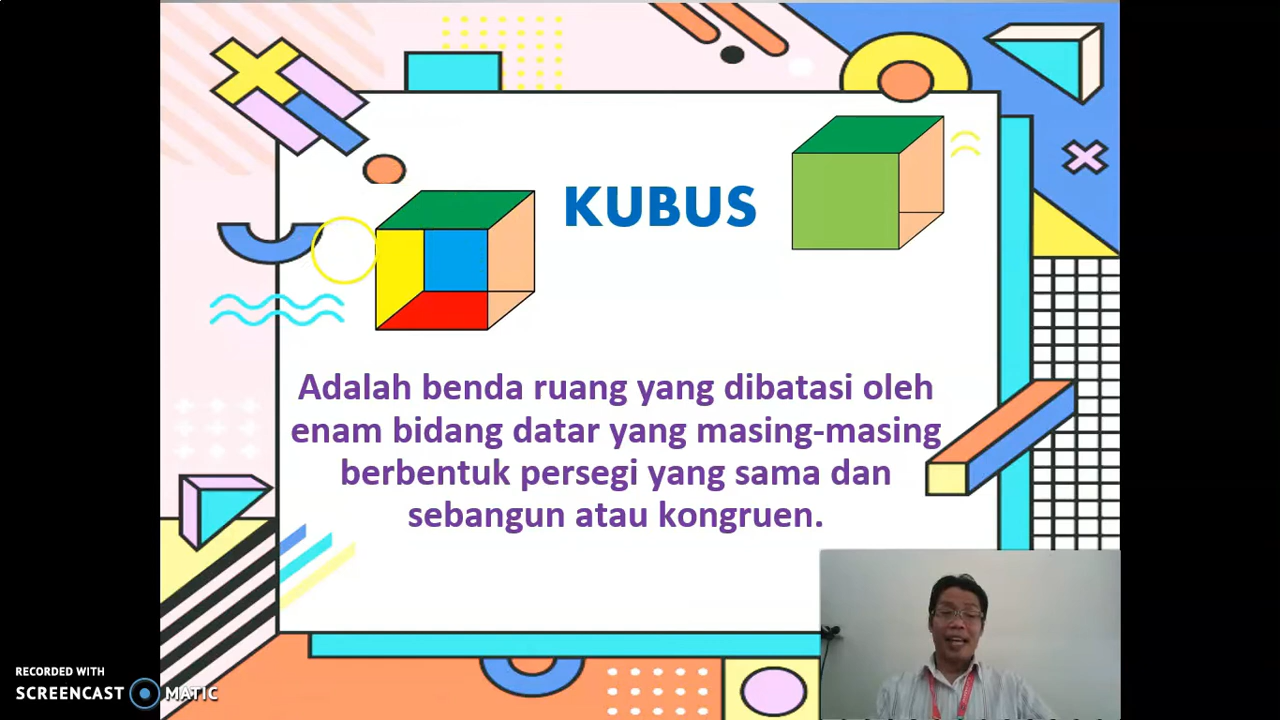 KUBUS
Adalah benda ruang yang dibatasi oleh
enam bidang datar yang masing-masing
berbentuk persegi yang sama dan
sebangun atau kongruen.
RECORDED WITH
SCREENCAST MATIC